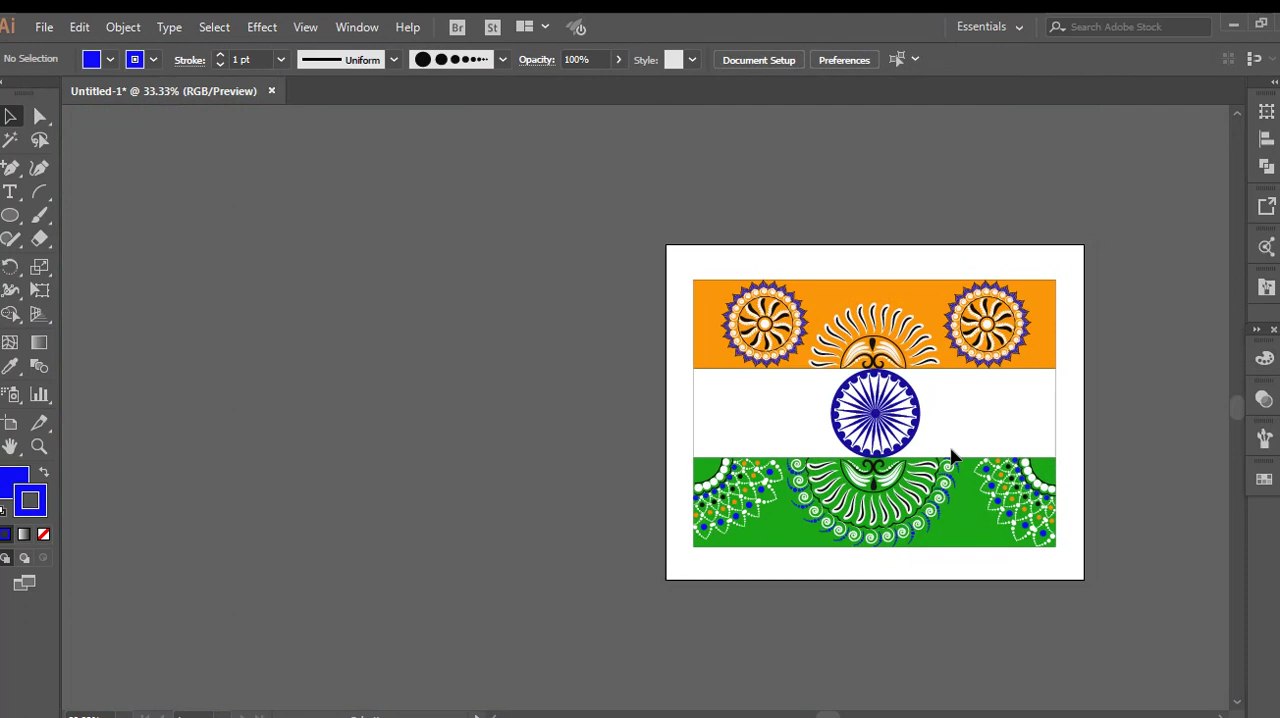 Ai File Edit Object Type Select Effect View Window Help Br St Essentials Search Adobe Stock
No Selection Stroke: 1 pt Uniform Opacity: 100% Style: Document Setup Preferences
Untitled-1* @ 33.33% (RGB/Preview) ×
T